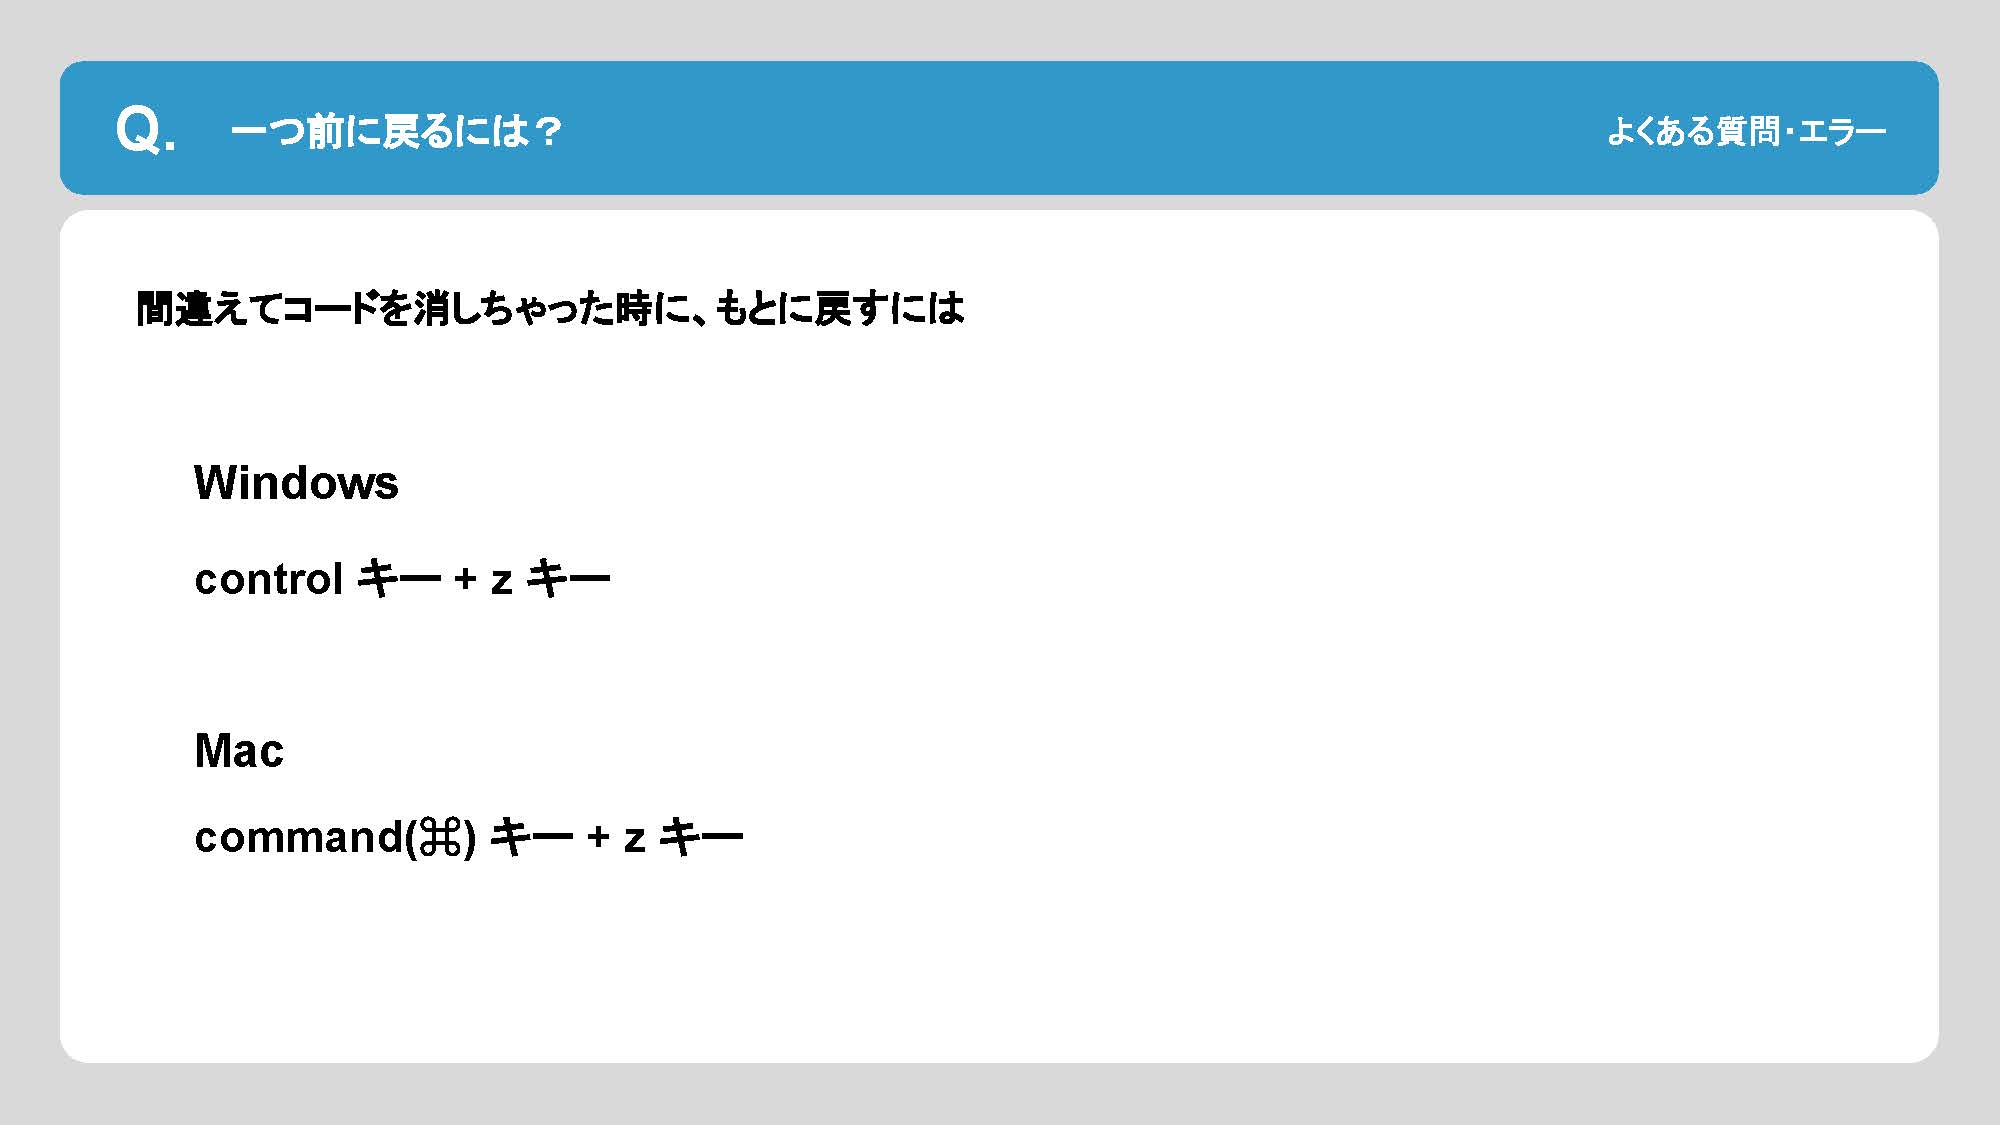 Q. 一つ前に戻るには？ よくある質問・エラー
間違えてコードを消しちゃった時に、もとに戻すには
Windows
control キー + z キー
Mac
command(⌘) キー + z キー